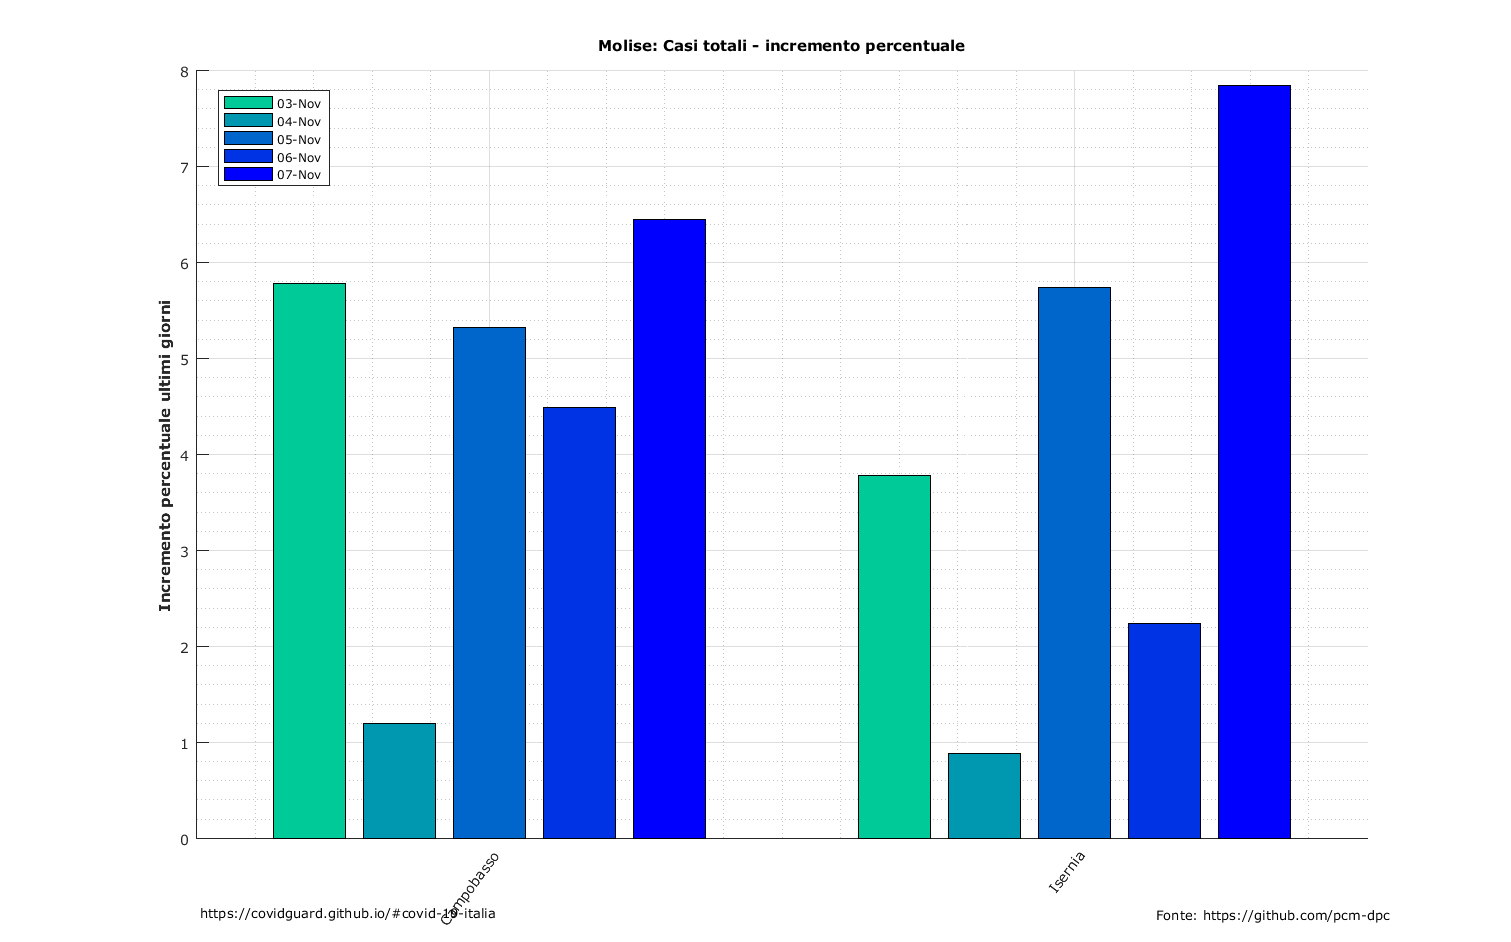 Molise: Casi totali - incremento percentuale
8
7
6
5
4
3
2
1
0
Incremento percentuale ultimi giorni
03-Nov
04-Nov
05-Nov
06-Nov
07-Nov
Campobasso
Isernia
https://covidguard.github.io/#covid-19-italia
Fonte: https://github.com/pcm-dpc